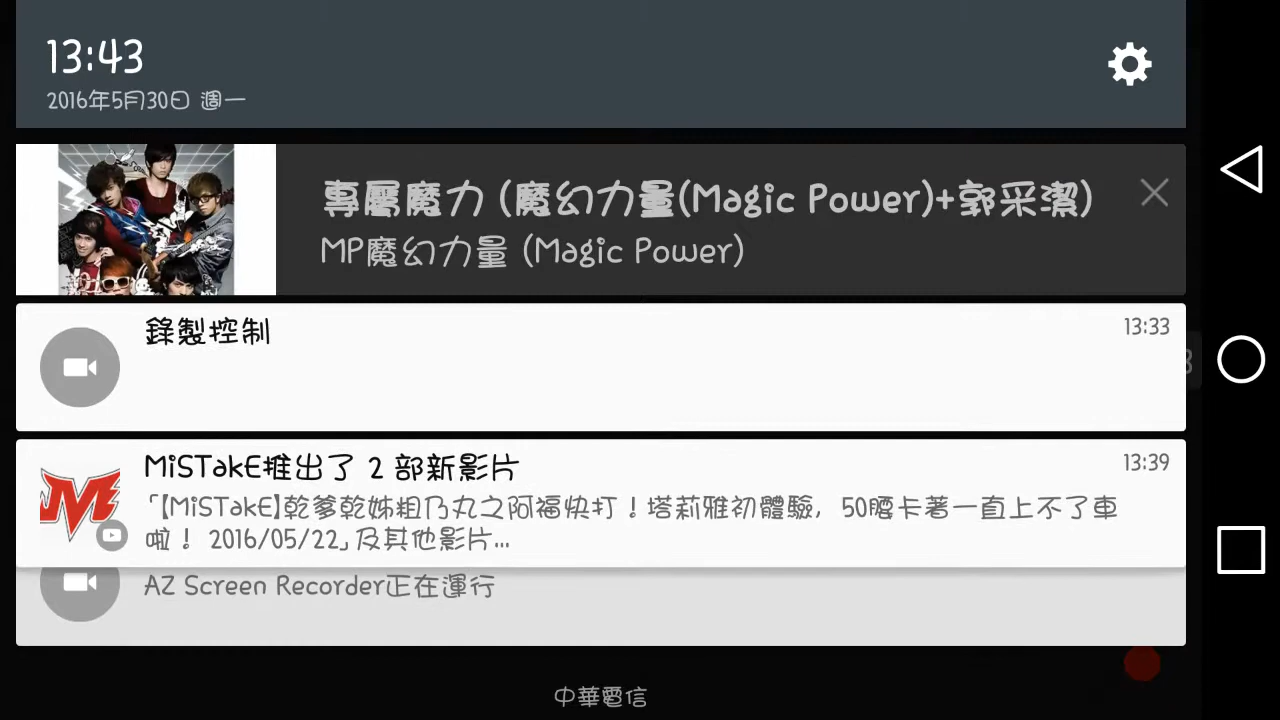 13:43
2016年5月30日 週一
專屬魔力 (魔幻力量(Magic Power)+郭采潔)
MP魔幻力量 (Magic Power)
錄製控制
13:33
MiSTakE推出了 2 部新影片
13:39
「【MiSTakE】乾爹乾姊粗乃丸之阿福快打！塔莉雅初體驗，50腰卡著一直上不了車
啦！ 2016/05/22」及其他影片...
AZ Screen Recorder正在運行
中華電信